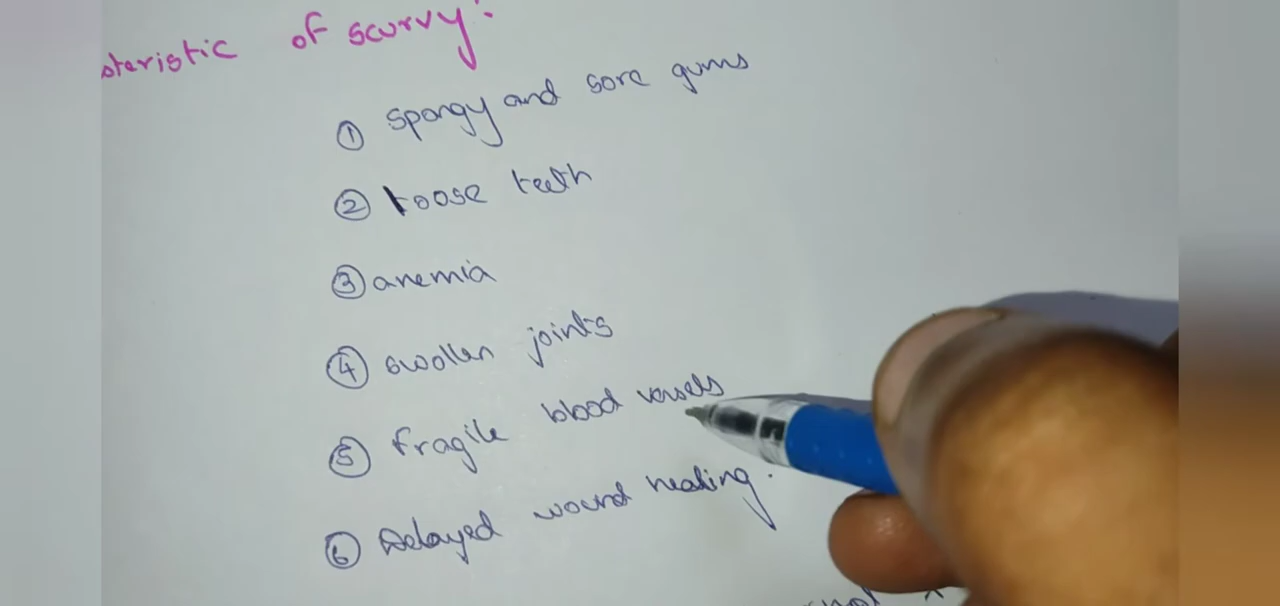 steristic of scurvy:
① spongy and sore gums
② loose teeth
③ anemia
④ swollen joints
⑤ fragile blood vessels
⑥ Delayed wound healing.